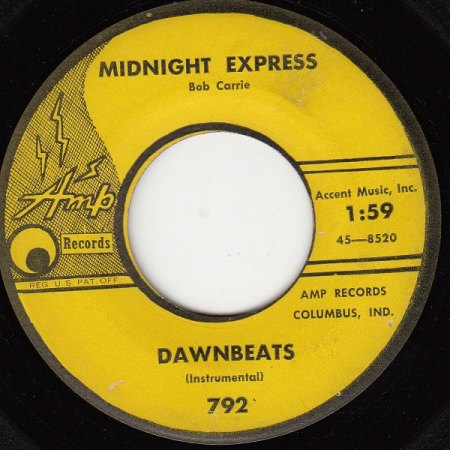 MIDNIGHT EXPRESS
Bob Carrie
Amp
Records
REG. U.S. PAT. OFF.
Accent Music, Inc.
1:59
45—8520
AMP RECORDS
COLUMBUS, IND.
DAWNBEATS
(Instrumental)
792